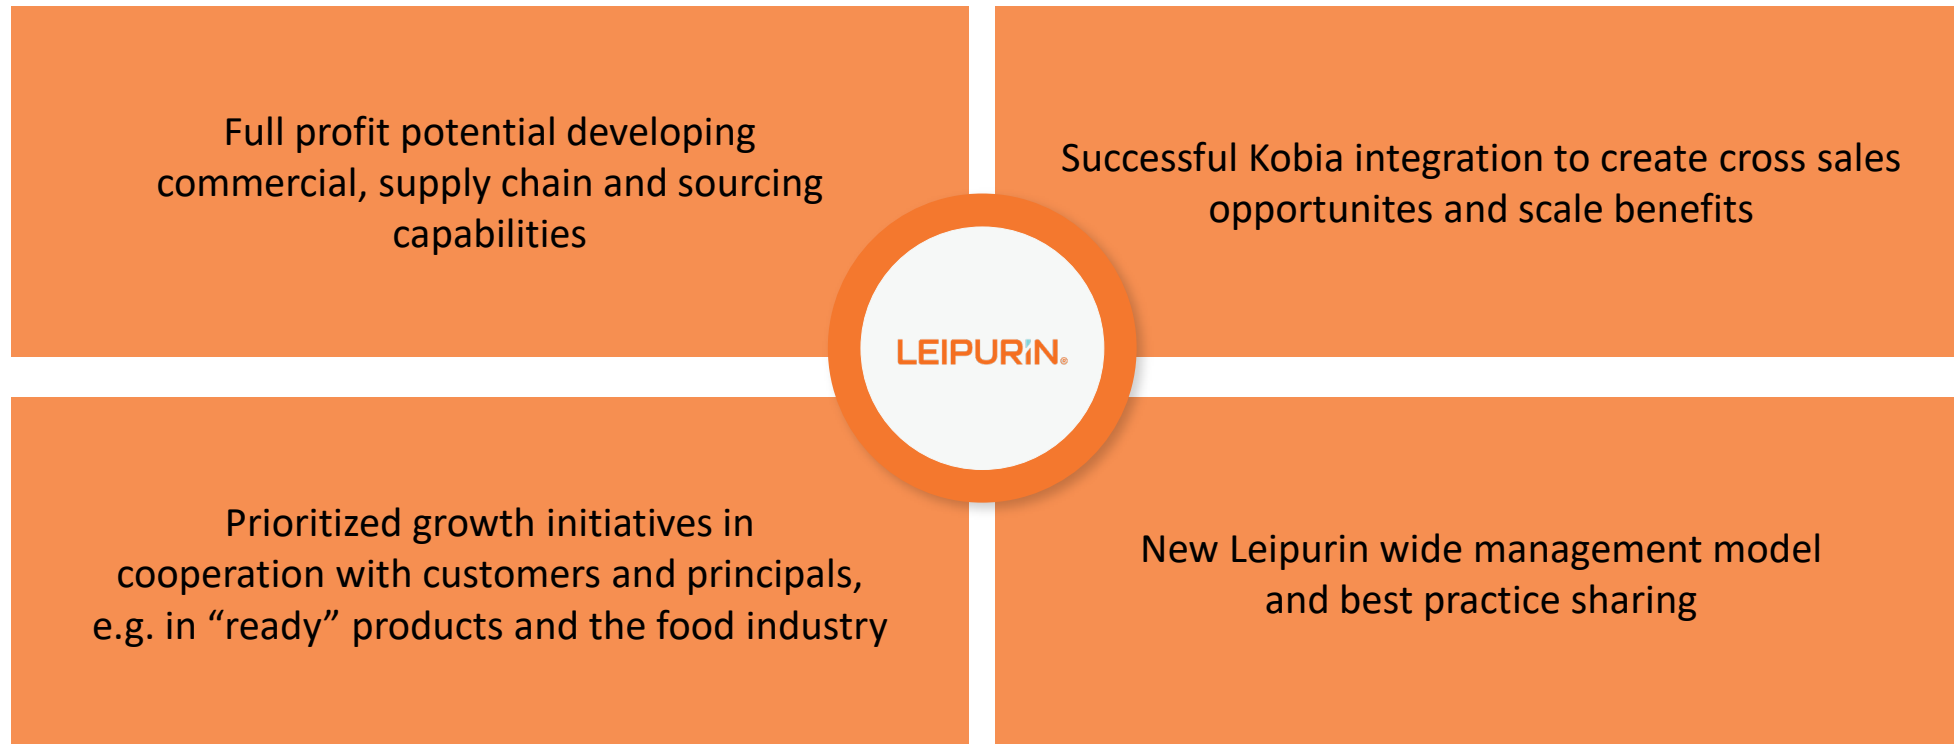 Full profit potential developing
commercial, supply chain and sourcing
capabilities
Successful Kobia integration to create cross sales
opportunites and scale benefits
LEIPURIN®
Prioritized growth initiatives in
cooperation with customers and principals,
e.g. in “ready” products and the food industry
New Leipurin wide management model
and best practice sharing